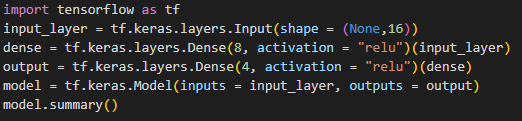 import tensorflow as tf
input_layer = tf.keras.layers.Input(shape = (None,16))
dense = tf.keras.layers.Dense(8, activation = "relu")(input_layer)
output = tf.keras.layers.Dense(4, activation = "relu")(dense)
model = tf.keras.Model(inputs = input_layer, outputs = output)
model.summary()